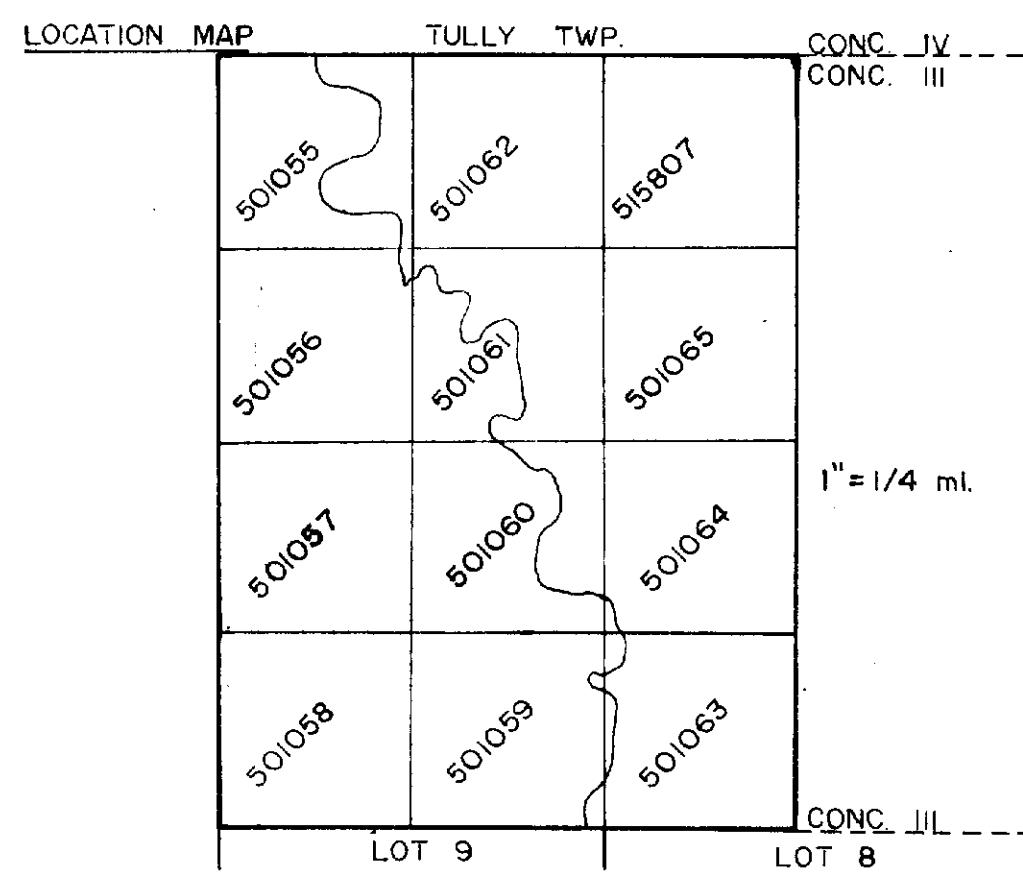 LOCATION MAP
TULLY TWP.
CONC. IV
CONC. III
501055
501062
515807
501056
501061
501065
1"=1/4 mi.
501057
501060
501064
501058
501059
501063
CONC. III
LOT 9
LOT 8